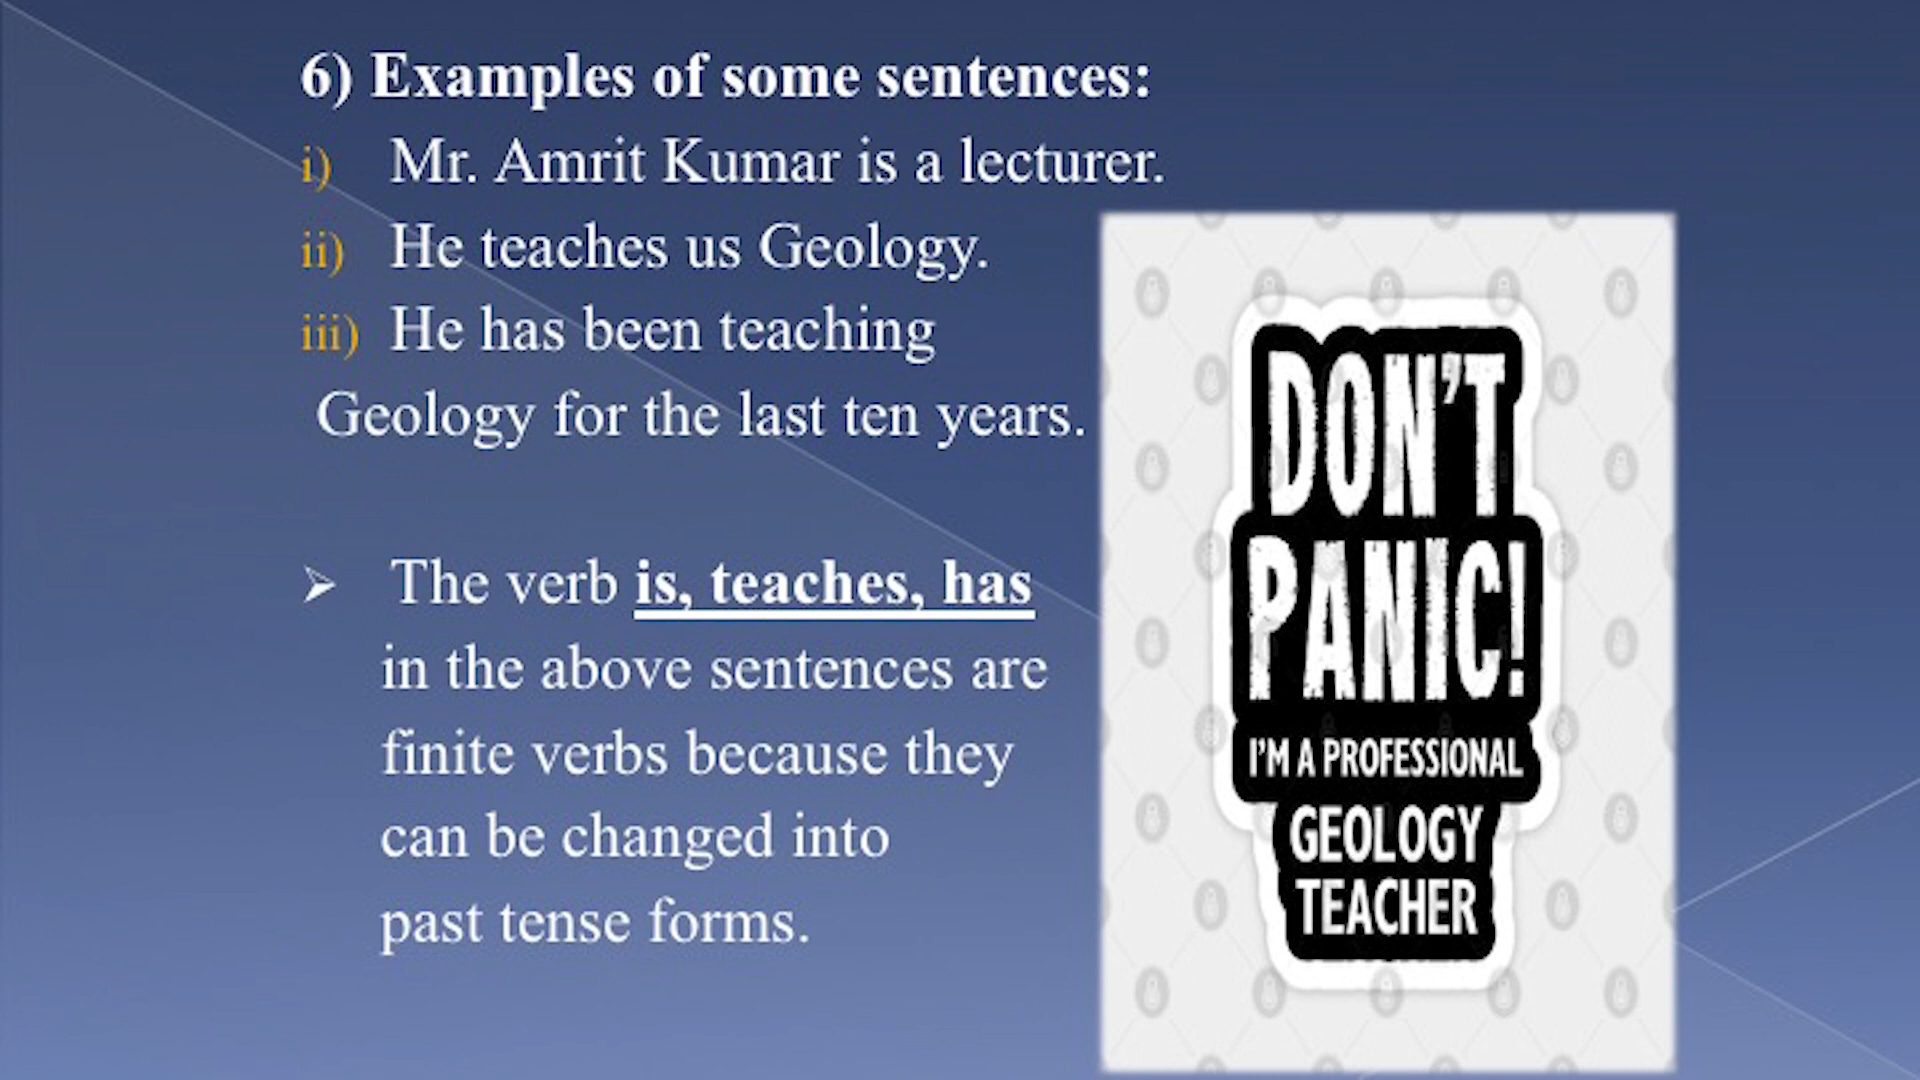 6) Examples of some sentences:
i) Mr. Amrit Kumar is a lecturer.
ii) He teaches us Geology.
iii) He has been teaching
Geology for the last ten years.
➢ The verb is, teaches, has
in the above sentences are
finite verbs because they
can be changed into
past tense forms.
DON'T
PANIC!
I'M A PROFESSIONAL
GEOLOGY
TEACHER